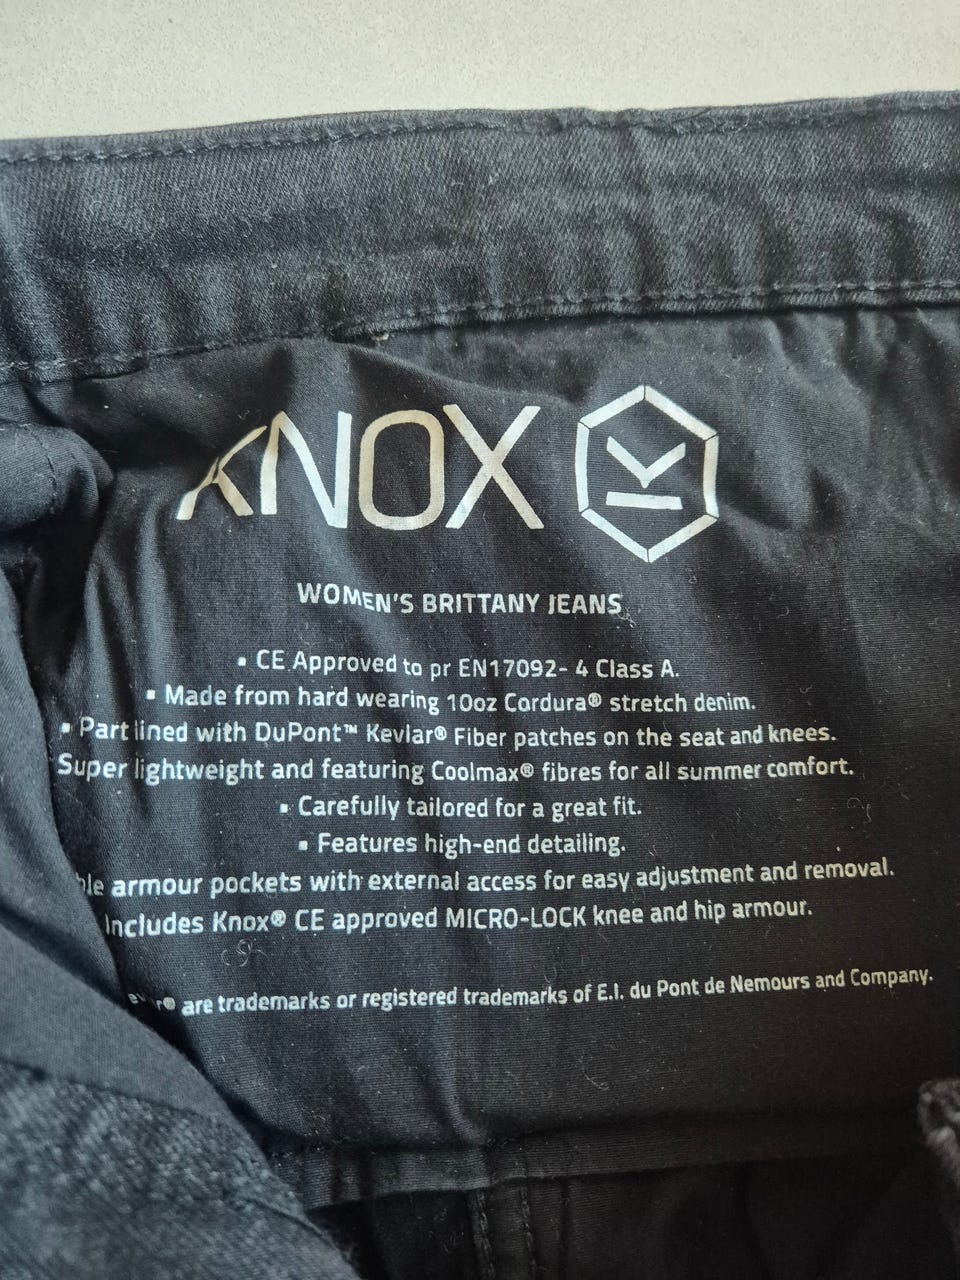 KNOX
WOMEN'S BRITTANY JEANS
▪ CE Approved to pr EN17092- 4 Class A.
▪ Made from hard wearing 10oz Cordura® stretch denim.
▪ Part lined with DuPont™ Kevlar® Fiber patches on the seat and knees.
Super lightweight and featuring Coolmax® fibres for all summer comfort.
▪ Carefully tailored for a great fit.
▪ Features high-end detailing.
armour pockets with external access for easy adjustment and removal.
Includes Knox® CE approved MICRO-LOCK knee and hip armour.
are trademarks or registered trademarks of E.I. du Pont de Nemours and Company.